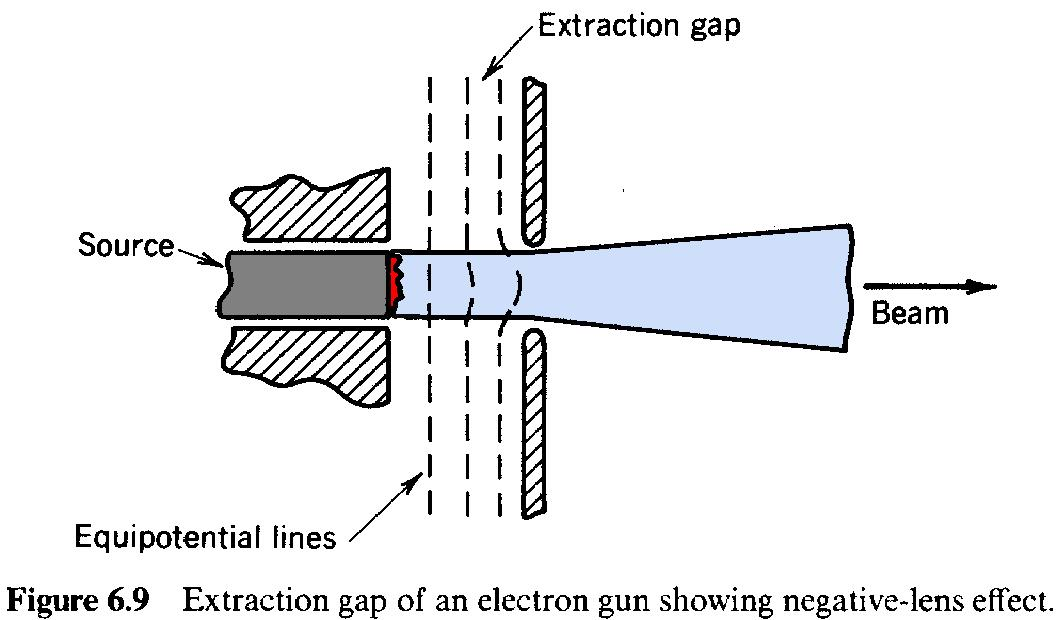 Extraction gap
Source
Beam
Equipotential lines
Figure 6.9 Extraction gap of an electron gun showing negative-lens effect.